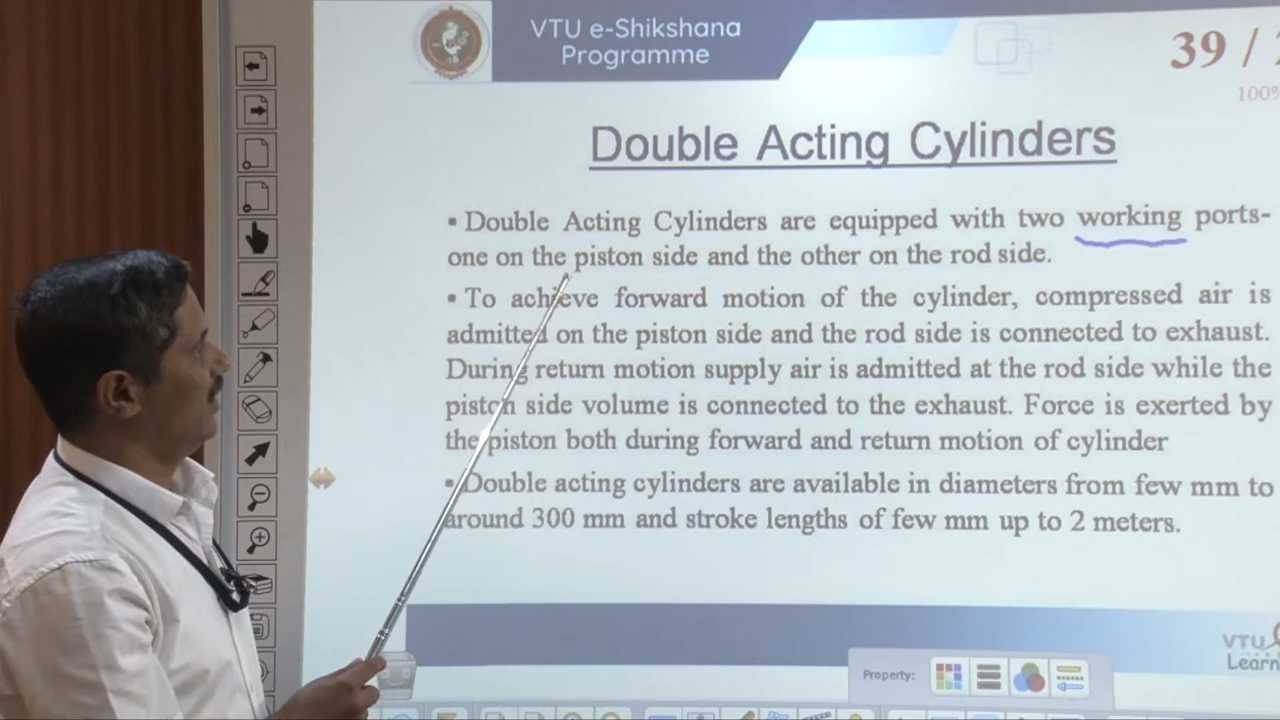 VTU e-Shikshana
Programme
39 /
100%
Double Acting Cylinders
▪ Double Acting Cylinders are equipped with two working ports-
one on the piston side and the other on the rod side.
▪ To achieve forward motion of the cylinder, compressed air is
admitted on the piston side and the rod side is connected to exhaust.
During return motion supply air is admitted at the rod side while the
piston side volume is connected to the exhaust. Force is exerted by
the piston both during forward and return motion of cylinder
▪ Double acting cylinders are available in diameters from few mm to
around 300 mm and stroke lengths of few mm up to 2 meters.
VTU
Learn
Property: